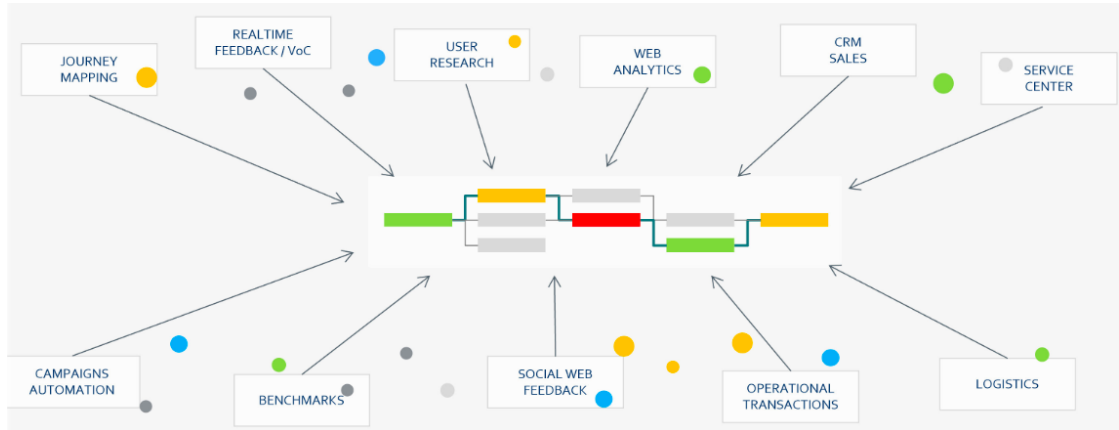 JOURNEY
MAPPING
REALTIME
FEEDBACK / VoC
USER
RESEARCH
WEB
ANALYTICS
CRM
SALES
SERVICE
CENTER
CAMPAIGNS
AUTOMATION
BENCHMARKS
SOCIAL WEB
FEEDBACK
OPERATIONAL
TRANSACTIONS
LOGISTICS